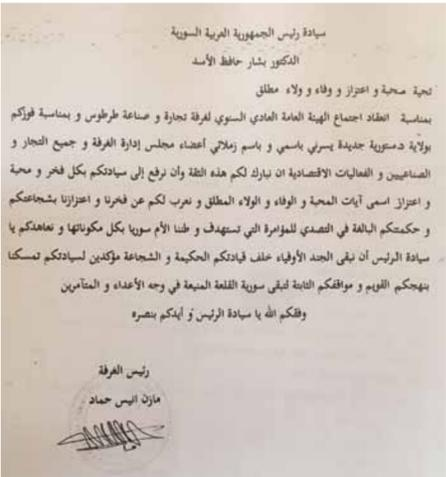 سيادة رئيس الجمهورية العربية السورية
الدكتور بشار حافظ الأسد
تحية محبة و اعتزاز و وفاء و ولاء مطلق
بمناسبة انعقاد اجتماع الهيئة العامة العادي السنوي لغرفة تجارة و صناعة طرطوس و بمناسبة فوزكم
بولاية دستورية جديدة يسرني باسمي و باسم زملائي أعضاء مجلس إدارة الغرفة و جميع التجار و
الصناعيين و الفعاليات الاقتصادية ان نبارك لكم هذه الثقة وأن نرفع إلى سيادتكم بكل فخر و محبة
و اعتزاز اسمى آيات المحبة و الوفاء و الولاء المطلق و نعرب لكم عن فخرنا و اعتزازنا بشجاعتكم
و حكمتكم البالغة في التصدي للمؤامرة التي تستهدف و طننا الأم سوريا بكل مكوناتها و نعاهدكم يا
سيادة الرئيس أن نبقى الجند الأوفياء خلف قيادتكم الحكيمة و الشجاعة مؤكدين لسيادتكم تمسكنا
بنهجكم القويم و مواقفكم الثابتة لتبقى سورية القلعة المنيعة في وجه الأعداء و المتآمرين
وفقكم الله يا سيادة الرئيس و أيدكم بنصره
رئيس الغرفة
مازن انيس حماد